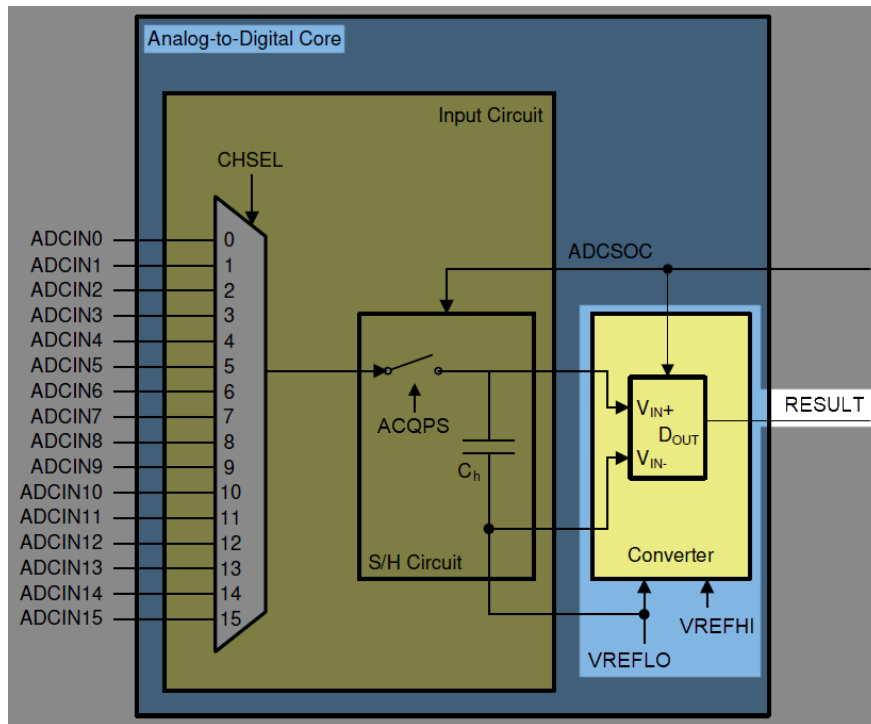 Analog-to-Digital Core
Input Circuit
CHSEL
ADCIN0 0
ADCSOC
ADCIN1 1
ADCIN2 2
ADCIN3 3
ADCIN4 4
ADCIN5 5
ADCIN6 6
ADCIN7 7
ADCIN8 8
ADCIN9 9
ADCIN10 10
ADCIN11 11
ADCIN12 12
ADCIN13 13
ADCIN14 14
ADCIN15 15
ACQPS
Ch
S/H Circuit
VIN+
DOUT
VIN-
Converter
RESULT
VREFLO
VREFHI